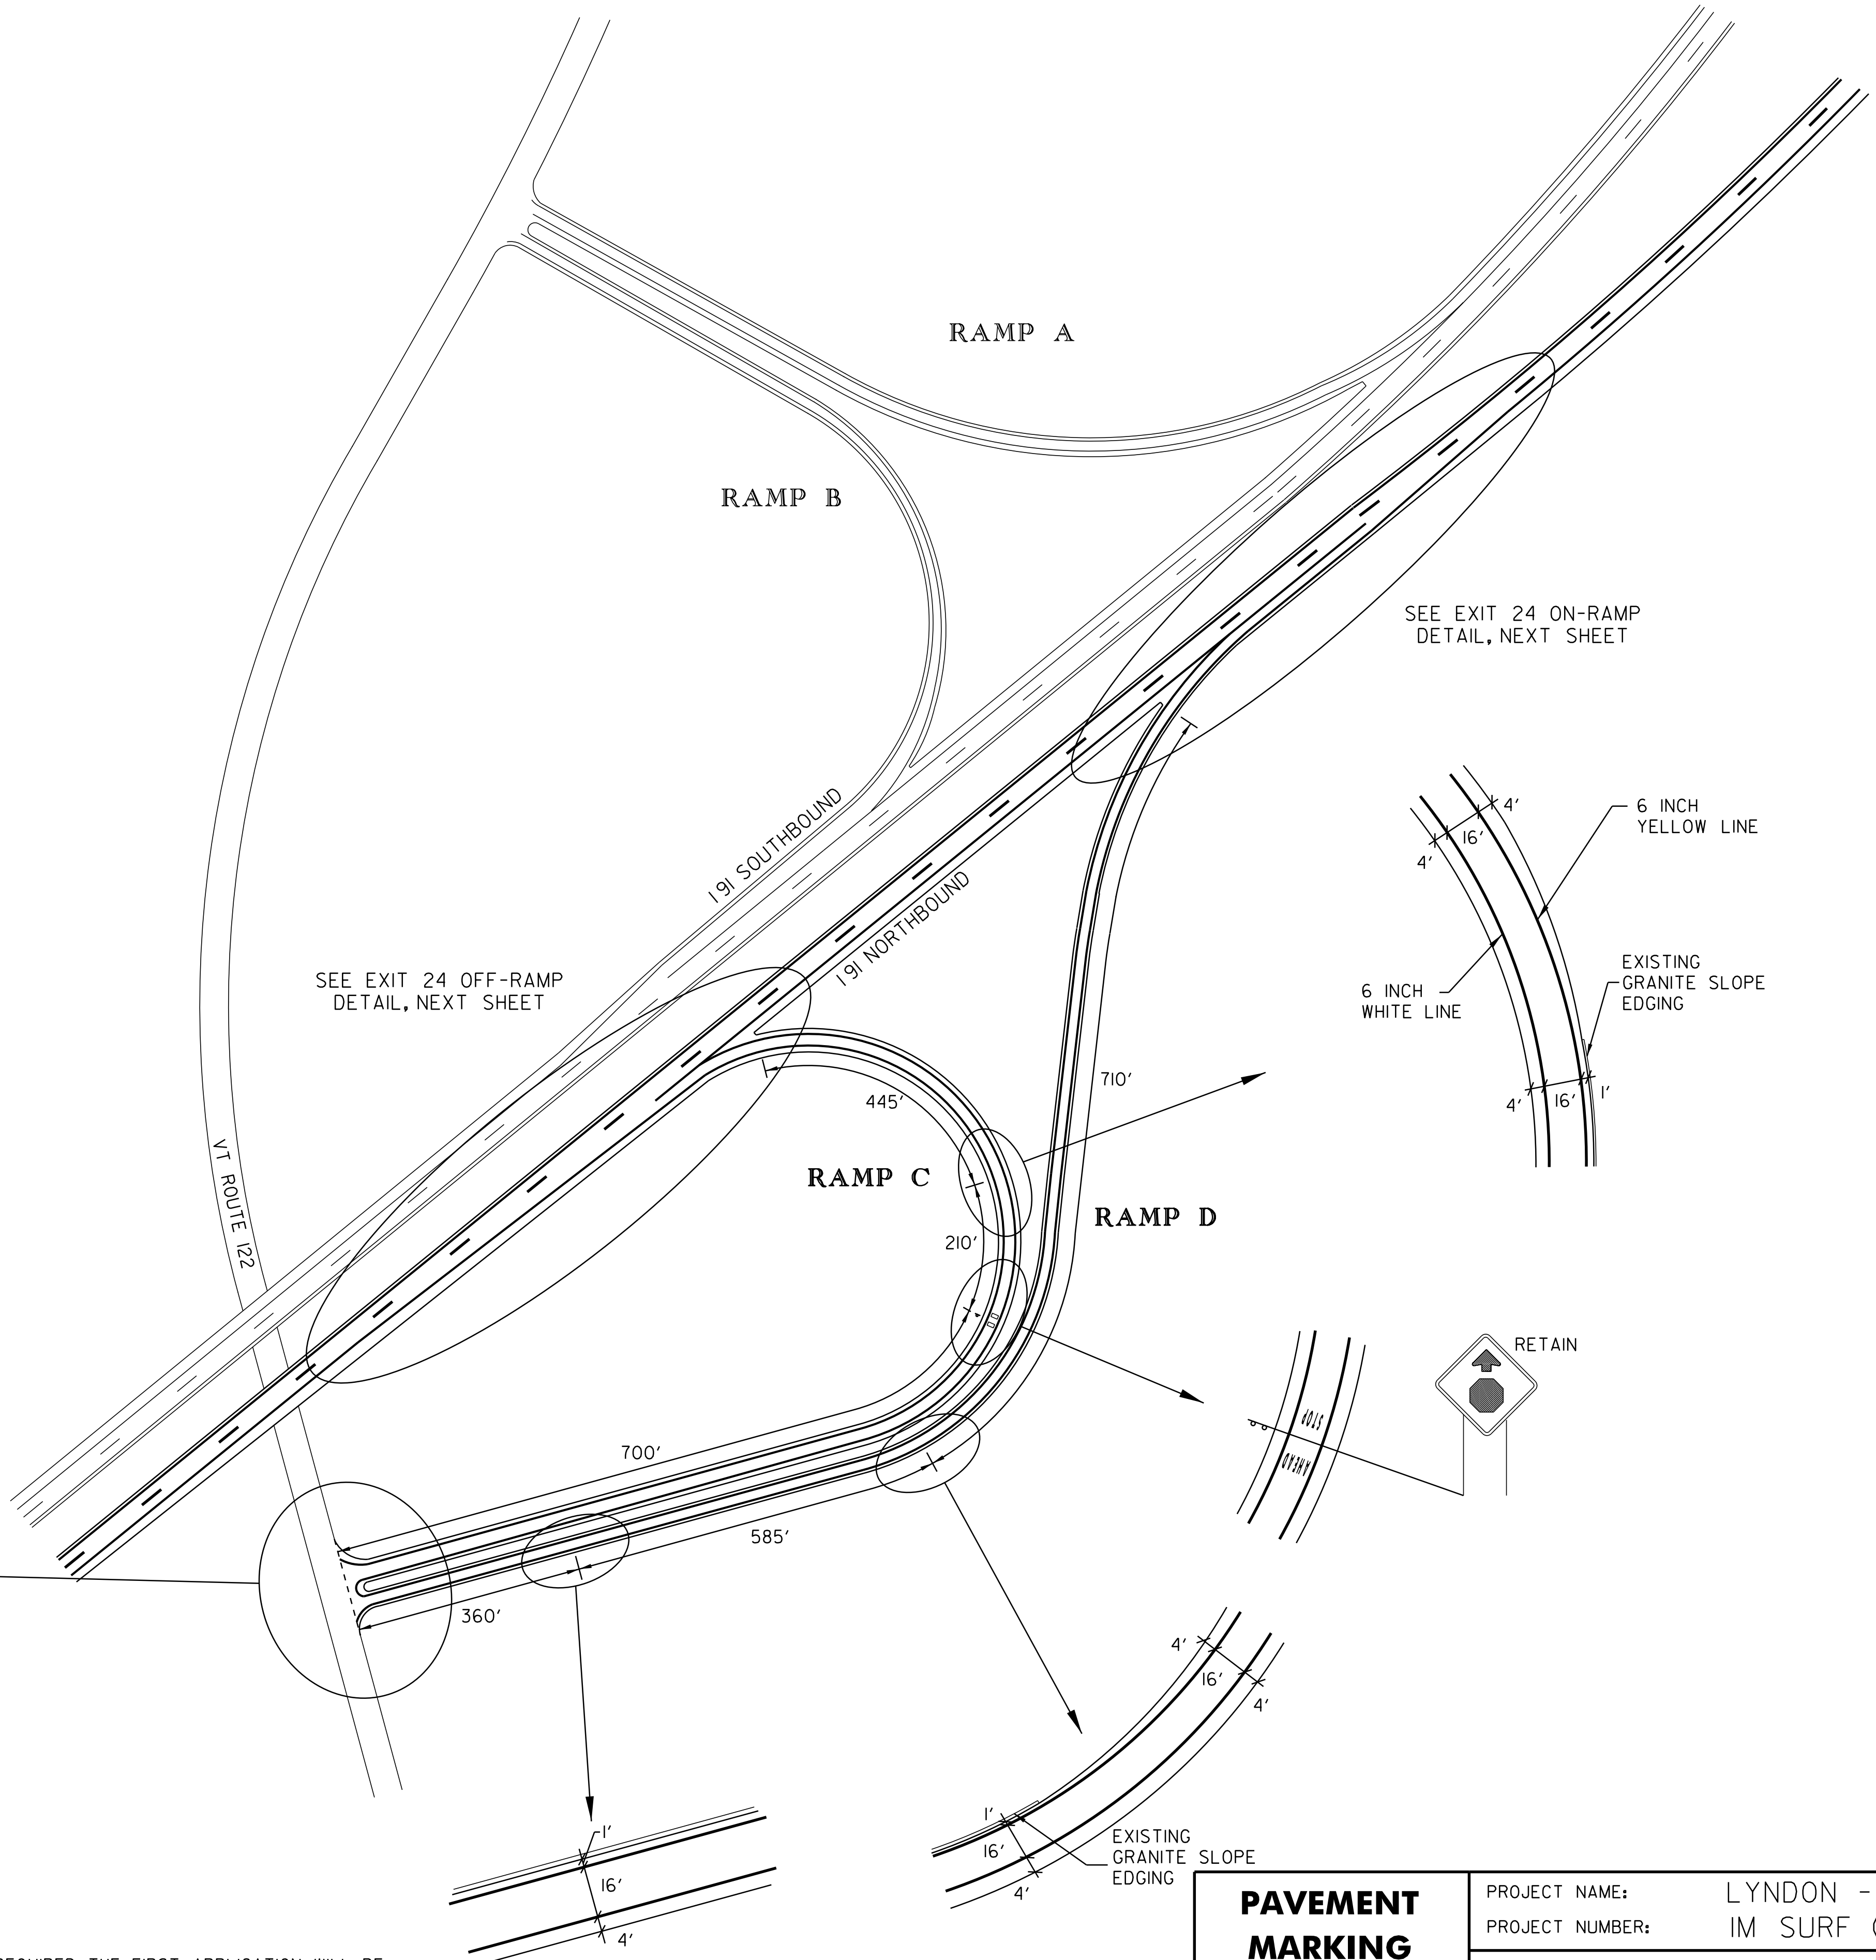 RAMP A
RAMP B
SEE EXIT 24 ON-RAMP
DETAIL, NEXT SHEET
I 91 SOUTHBOUND
I 91 NORTHBOUND
4'
16'
4'
6 INCH
YELLOW LINE
SEE EXIT 24 OFF-RAMP
DETAIL, NEXT SHEET
6 INCH
WHITE LINE
EXISTING
GRANITE SLOPE
EDGING
4'
16'
1'
445'
710'
RAMP C
RAMP D
VT ROUTE 122
210'
RETAIN
STOP
AHEAD
700'
585'
360'
4'
16'
4'
1'
16'
4'
EXISTING
GRANITE SLOPE
EDGING
1'
16'
4'
PAVEMENT
MARKING
PROJECT NAME: LYNDON -
PROJECT NUMBER: IM SURF